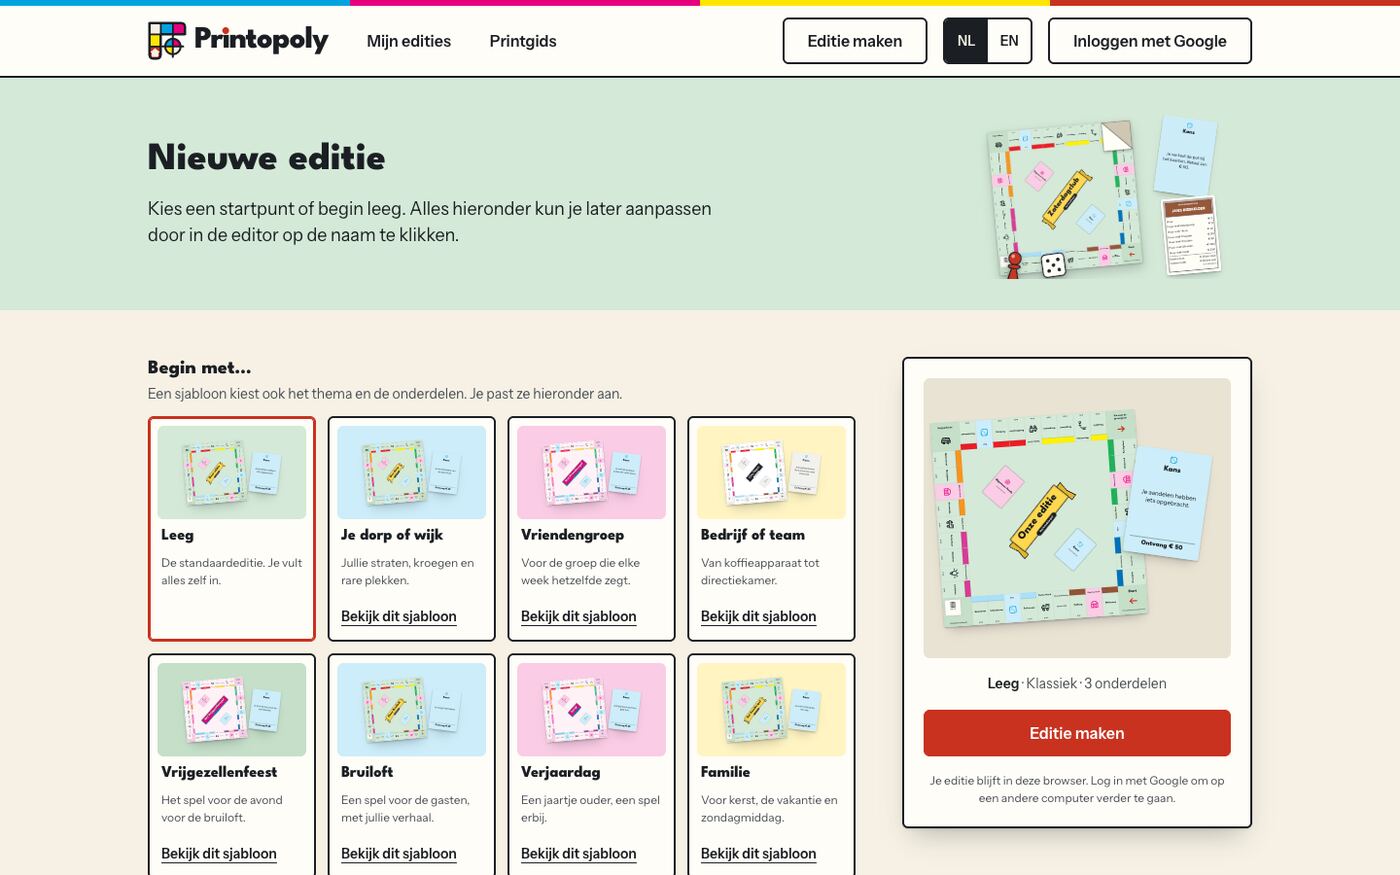 Printopoly
Mijn edities
Printgids
Editie maken
NL
EN
Inloggen met Google
Nieuwe editie
Kies een startpunt of begin leeg. Alles hieronder kun je later aanpassen
door in de editor op de naam te klikken.
Zaterdagclub
Kans
Begin met...
Een sjabloon kiest ook het thema en de onderdelen. Je past ze hieronder aan.
Leeg
De standaardeditie. Je vult
alles zelf in.
Je dorp of wijk
Jullie straten, kroegen en
rare plekken.
Bekijk dit sjabloon
Vriendengroep
Voor de groep die elke
week hetzelfde zegt.
Bekijk dit sjabloon
Bedrijf of team
Van koffieapparaat tot
directiekamer.
Bekijk dit sjabloon
Vrijgezellenfeest
Het spel voor de avond
voor de bruiloft.
Bekijk dit sjabloon
Bruiloft
Een spel voor de gasten,
met jullie verhaal.
Bekijk dit sjabloon
Verjaardag
Een jaartje ouder, een spel
erbij.
Bekijk dit sjabloon
Familie
Voor kerst, de vakantie en
zondagmiddag.
Bekijk dit sjabloon
Onze editie
Kans
Je aandelen hebben
iets opgebracht.
Ontvang € 50
Leeg · Klassiek · 3 onderdelen
Editie maken
Je editie blijft in deze browser. Log in met Google om op
een andere computer verder te gaan.